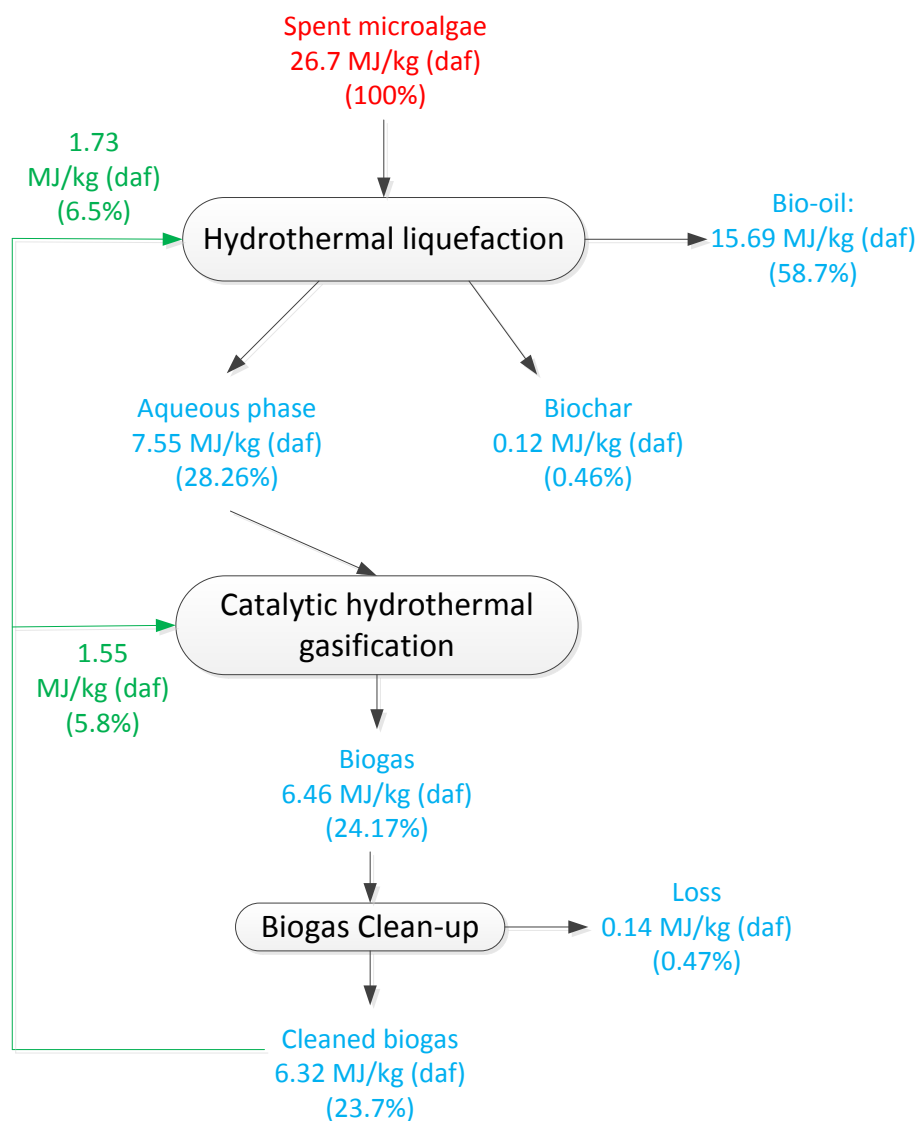 Spent microalgae
26.7 MJ/kg (daf)
(100%)
1.73
MJ/kg (daf)
(6.5%)
Hydrothermal liquefaction
Bio-oil:
15.69 MJ/kg (daf)
(58.7%)
Aqueous phase
7.55 MJ/kg (daf)
(28.26%)
Biochar
0.12 MJ/kg (daf)
(0.46%)
Catalytic hydrothermal
gasification
1.55
MJ/kg (daf)
(5.8%)
Biogas
6.46 MJ/kg (daf)
(24.17%)
Biogas Clean-up
Loss
0.14 MJ/kg (daf)
(0.47%)
Cleaned biogas
6.32 MJ/kg (daf)
(23.7%)